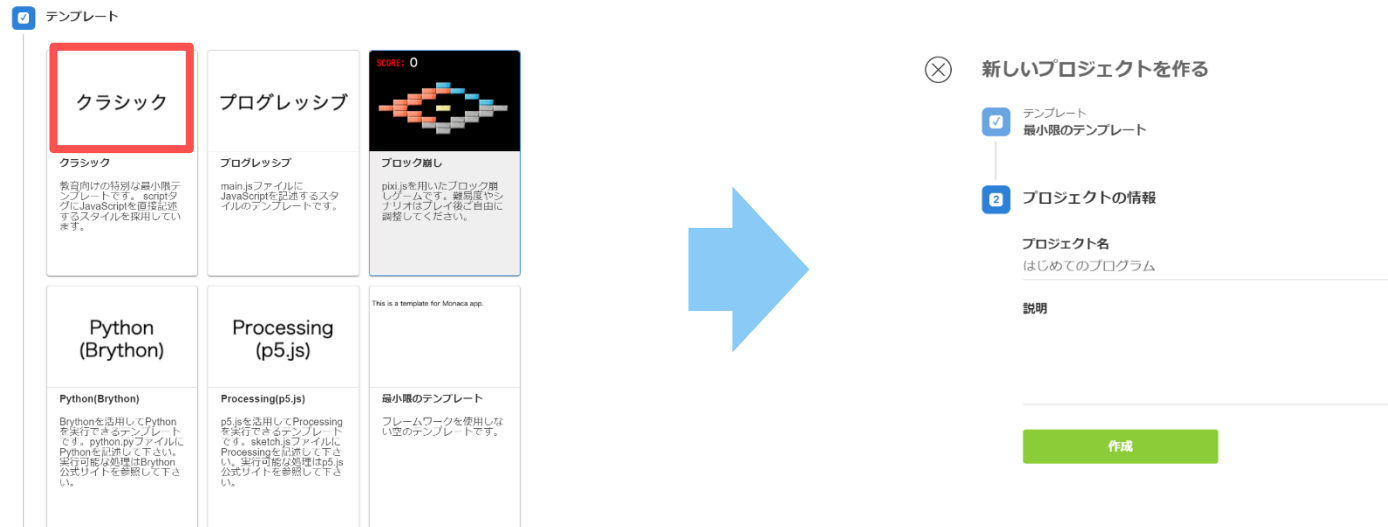 テンプレート
クラシック
クラシック
教育向けの特別な最小限テ
ンプレートです。 scriptタ
グにJavaScriptを直接記述
するスタイルを採用してい
ます。
プログレッシブ
プログレッシブ
main.jsファイルに
JavaScriptを記述するスタ
イルのテンプレートです。
SCORE: 0
ブロック崩し
pixi.jsを用いたブロック崩
しゲームです。難易度やシ
ナリオはプレイ後ご自由に
調整してください。
Python
(Brython)
Python(Brython)
Brythonを活用してPython
を実行できるテンプレート
です。python.pyファイルに
Pythonを記述して下さい。
実行可能な処理はBrython
公式サイトを参照して下さ
い。
Processing
(p5.js)
Processing(p5.js)
p5.jsを活用してProcessing
を実行できるテンプレート
です。sketch.jsファイルに
Processingを記述して下さ
い。実行可能な処理はp5.js
公式サイトを参照して下さ
い。
This is a template for Monaca app.
最小限のテンプレート
フレームワークを使用しな
い空のテンプレートです。
新しいプロジェクトを作る
テンプレート
最小限のテンプレート
2 プロジェクトの情報
プロジェクト名
はじめてのプログラム
説明
作成